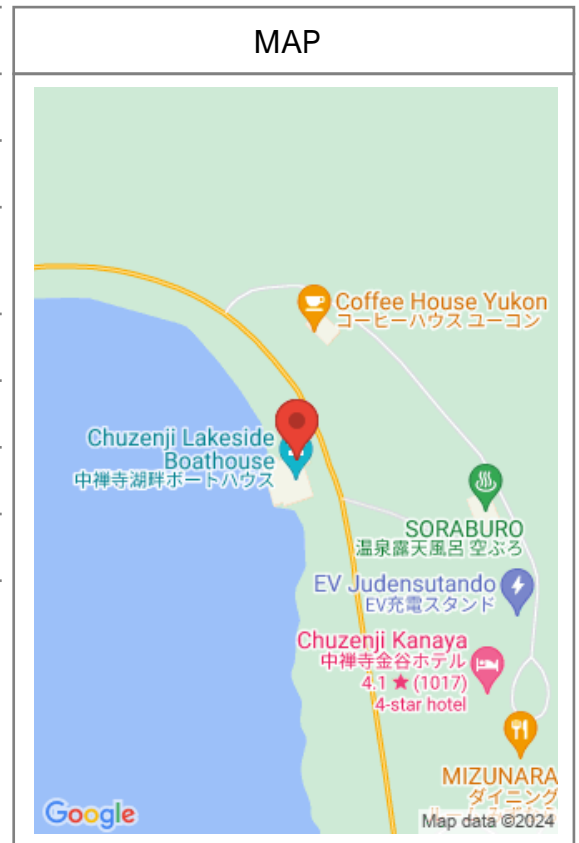 MAP
Coffee House Yukon
コーヒーハウス ユーコン
Chuzenji Lakeside
Boathouse
中禅寺湖畔ボートハウス
SORABURO
温泉露天風呂 空ぶろ
EV Judensutando
EV充電スタンド
Chuzenji Kanaya
中禅寺金谷ホテル
4.1 ★ (1017)
4-star hotel
MIZUNARA
ダイニング
Google
Map data ©2024